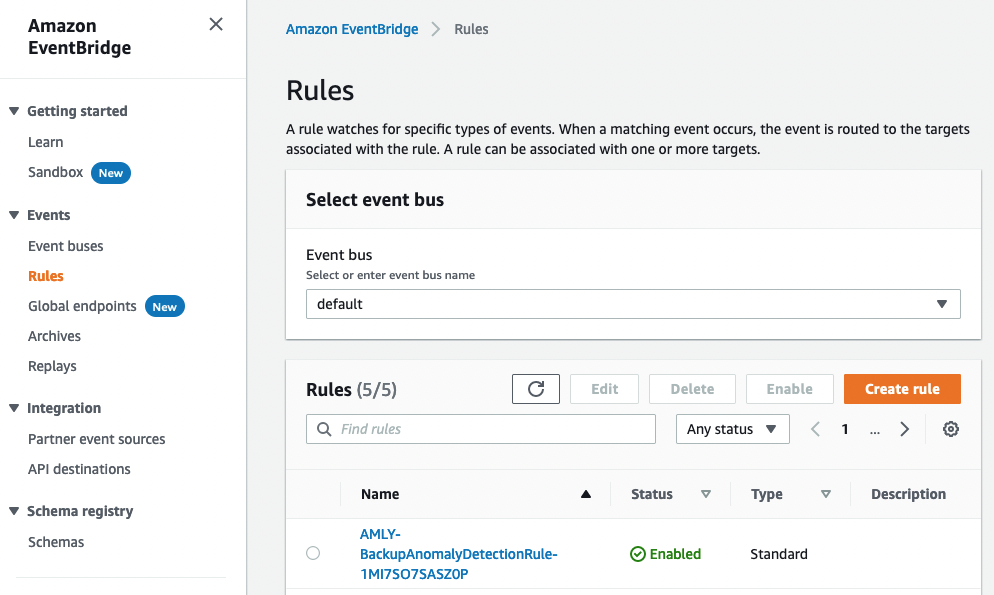 Amazon
EventBridge
Getting started
Learn
Sandbox New
Events
Event buses
Rules
Global endpoints New
Archives
Replays
Integration
Partner event sources
API destinations
Schema registry
Schemas
Amazon EventBridge Rules
Rules
A rule watches for specific types of events. When a matching event occurs, the event is routed to the targets
associated with the rule. A rule can be associated with one or more targets.
Select event bus
Event bus
Select or enter event bus name
default
Rules (5/5) Edit Delete Enable Create rule
Find rules Any status 1 ...
Name Status Type Description
AMLY-
BackupAnomalyDetectionRule-
1MI7SO7SASZ0P
Enabled Standard